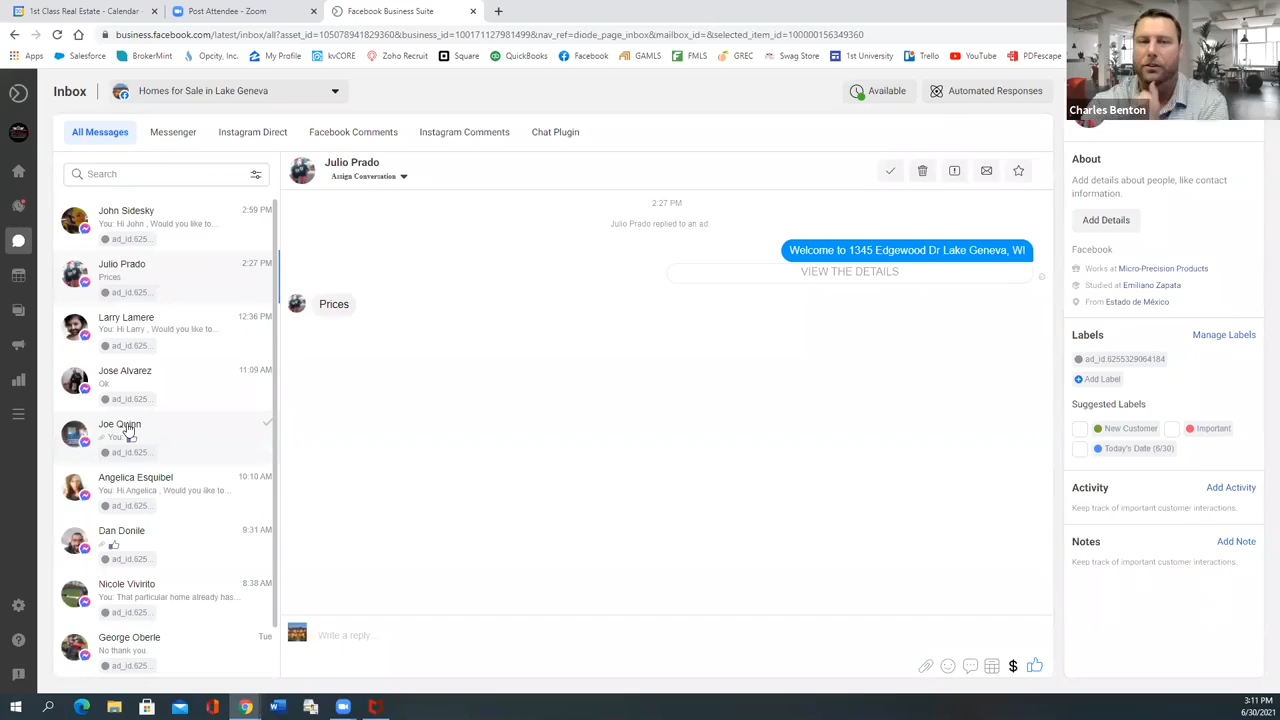 1st Class Real Estate - Calendar
Post Attendee - Zoom
Facebook Business Suite
business.facebook.com/latest/inbox/all?asset_id=105078941829360&business_id=100171127981499&nav_ref=diode_page_inbox&mailbox_id=&selected_item_id=100000156349360
Apps
Salesforce
BrokerMint
Oppity, Inc.
My Profile
kvCORE
Zoho Recruit
Square
QuickBooks
Facebook
GAMLS
FMLS
GREC
Swag Store
1st University
Trello
YouTube
PDFescape
Charles Benton
Inbox
Homes for Sale in Lake Geneva
Available
Automated Responses
All Messages
Messenger
Instagram Direct
Facebook Comments
Instagram Comments
Chat Plugin
Search
John Sidesky
2:59 PM
You: Hi John , Would you like to...
ad_id.625...
Julio Prado
2:27 PM
Prices
ad_id.625...
Larry Lamere
12:36 PM
You: Hi Larry , Would you like to...
ad_id.625...
Jose Alvarez
11:09 AM
Ok
ad_id.625...
Joe Quinn
You:
ad_id.625...
Angelica Esquibel
10:10 AM
You: Hi Angelica , Would you like to...
ad_id.625...
Dan Donile
9:31 AM
ad_id.625...
Nicole Vivirito
8:38 AM
You: That particular home already has...
ad_id.625...
George Oberle
Tue
No thank you
ad_id.625...
Julio Prado
Assign Conversation
2:27 PM
Julio Prado replied to an ad
Welcome to 1345 Edgewood Dr Lake Geneva, WI
VIEW THE DETAILS
Prices
Write a reply...
$
About
Add details about people, like contact
information.
Add Details
Facebook
Works at Micro-Precision Products
Studied at Emiliano Zapata
From Estado de México
Labels
Manage Labels
ad_id.6255329064184
Add Label
Suggested Labels
New Customer
Important
Today's Date (6/30)
Activity
Add Activity
Keep track of important customer interactions.
Notes
Add Note
Keep track of important customer interactions.
3:11 PM
6/30/2021